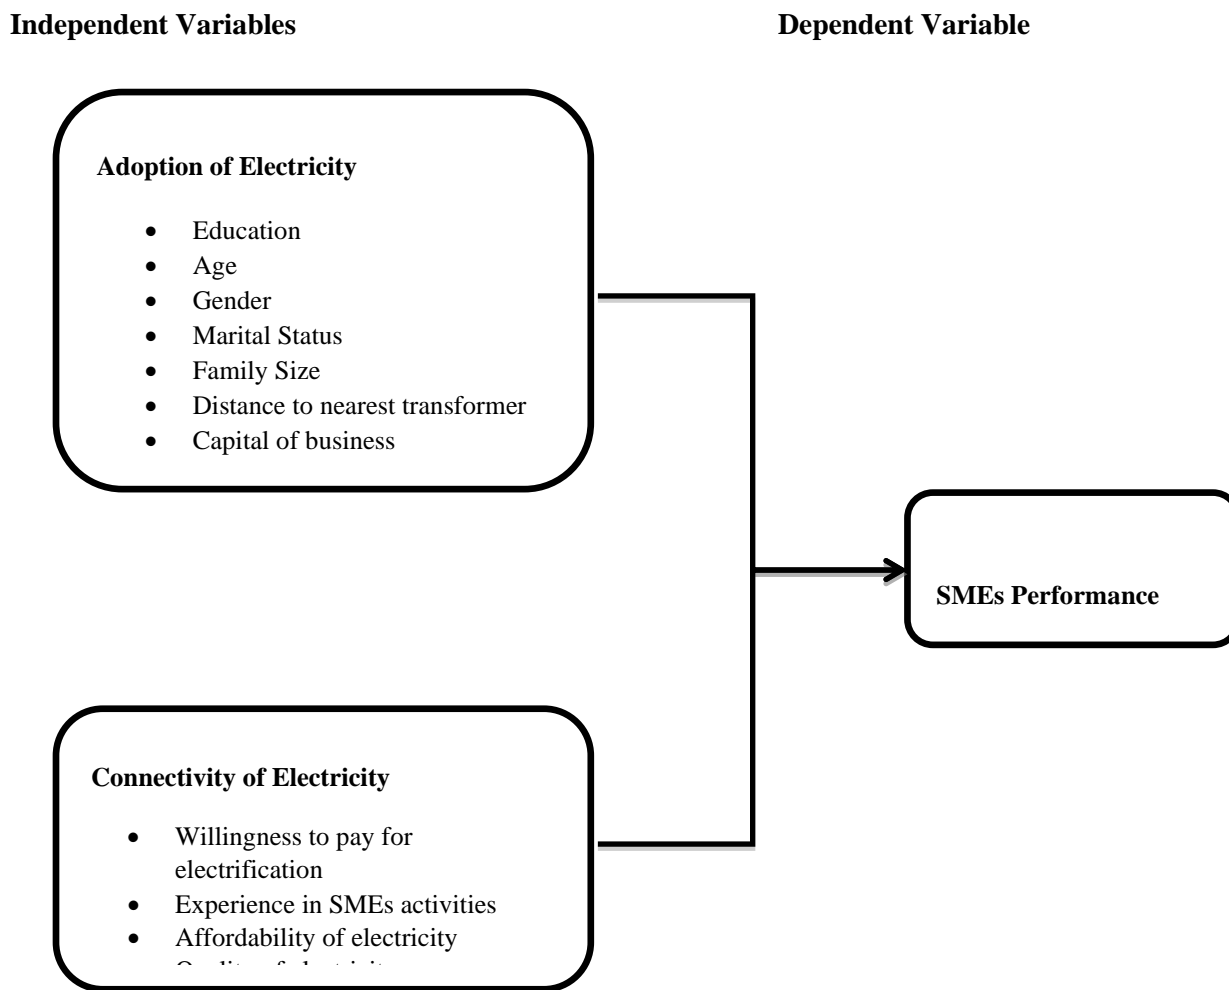 Independent Variables
Dependent Variable
Adoption of Electricity
• Education
• Age
• Gender
• Marital Status
• Family Size
• Distance to nearest transformer
• Capital of business
SMEs Performance
Connectivity of Electricity
• Willingness to pay for
electrification
• Experience in SMEs activities
• Affordability of electricity